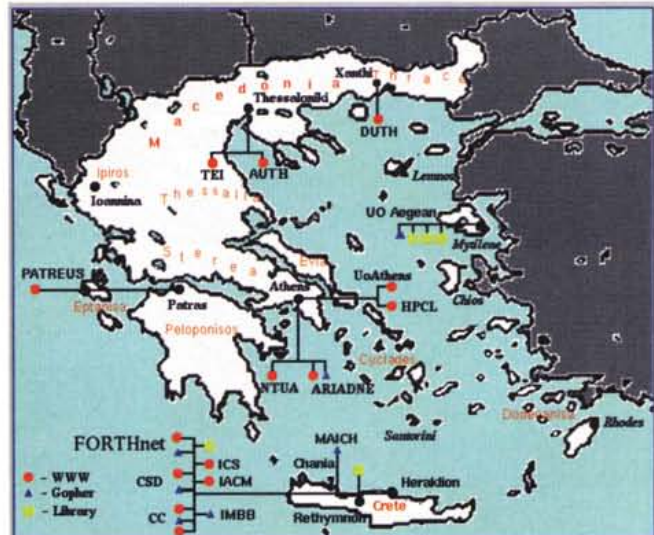 Xanthi
Macedonia Thrace
Thessaloniki
DUTH
Ipiros
TEI
AUTH
Lemnos
Ioannina
Thessalia
UO Aegean
Mytilene
Sterea
Evia
PATREUS
Athens
UoAthens
Chios
Eptanisa
Patras
HPCL
Peloponisos
Cyclades
NTUA
ARIADNE
Dodecanisa
Rhodes
Santorini
FORTHnet
MAICH
ICS
Chania
Heraklion
- WWW
CSD
IACM
- Gopher
- Library
CC
IMBB
Rethymnon
Crete